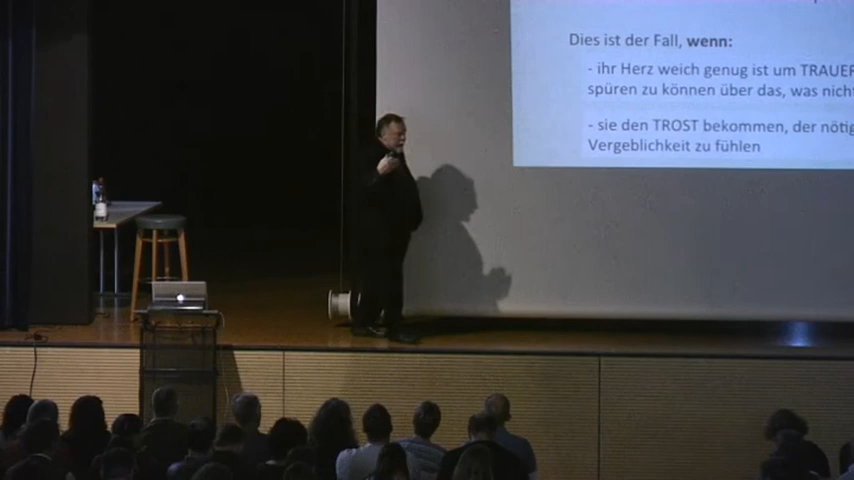 Dies ist der Fall, wenn:
- ihr Herz weich genug ist um TRAUER
spüren zu können über das, was nicht
- sie den TROST bekommen, der nötig
Vergeblichkeit zu fühlen